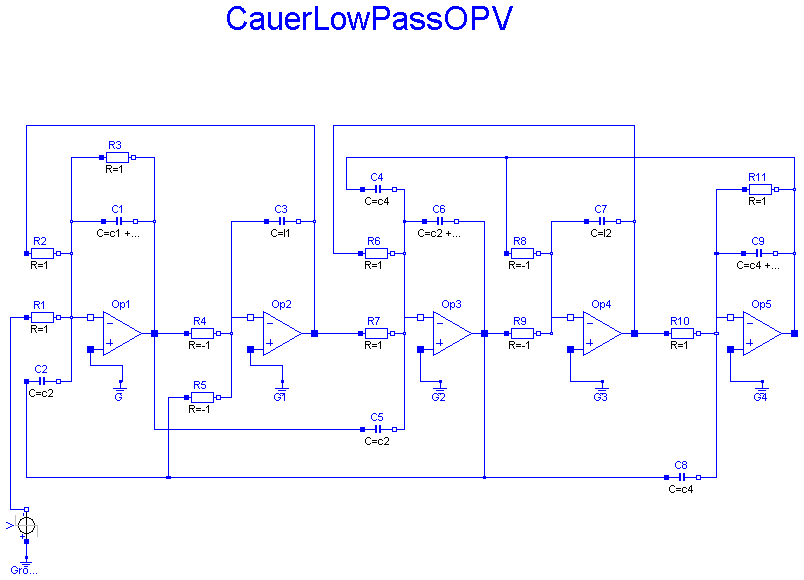 CauerLowPassOPV
R3
R=1
C4
C=c4
R11
R=1
C1
C=c1 +...
C3
C=l1
C6
C=c2 +...
C7
C=l2
R2
R=1
R6
R=1
R8
R=-1
C9
C=c4 +...
R1
R=1
Op1
Op2
Op3
Op4
Op5
R4
R=-1
R7
R=1
R9
R=-1
R10
R=1
C2
C=c2
R5
R=-1
G
G1
G2
G3
G4
C5
C=c2
C8
C=c4
V
Gro...